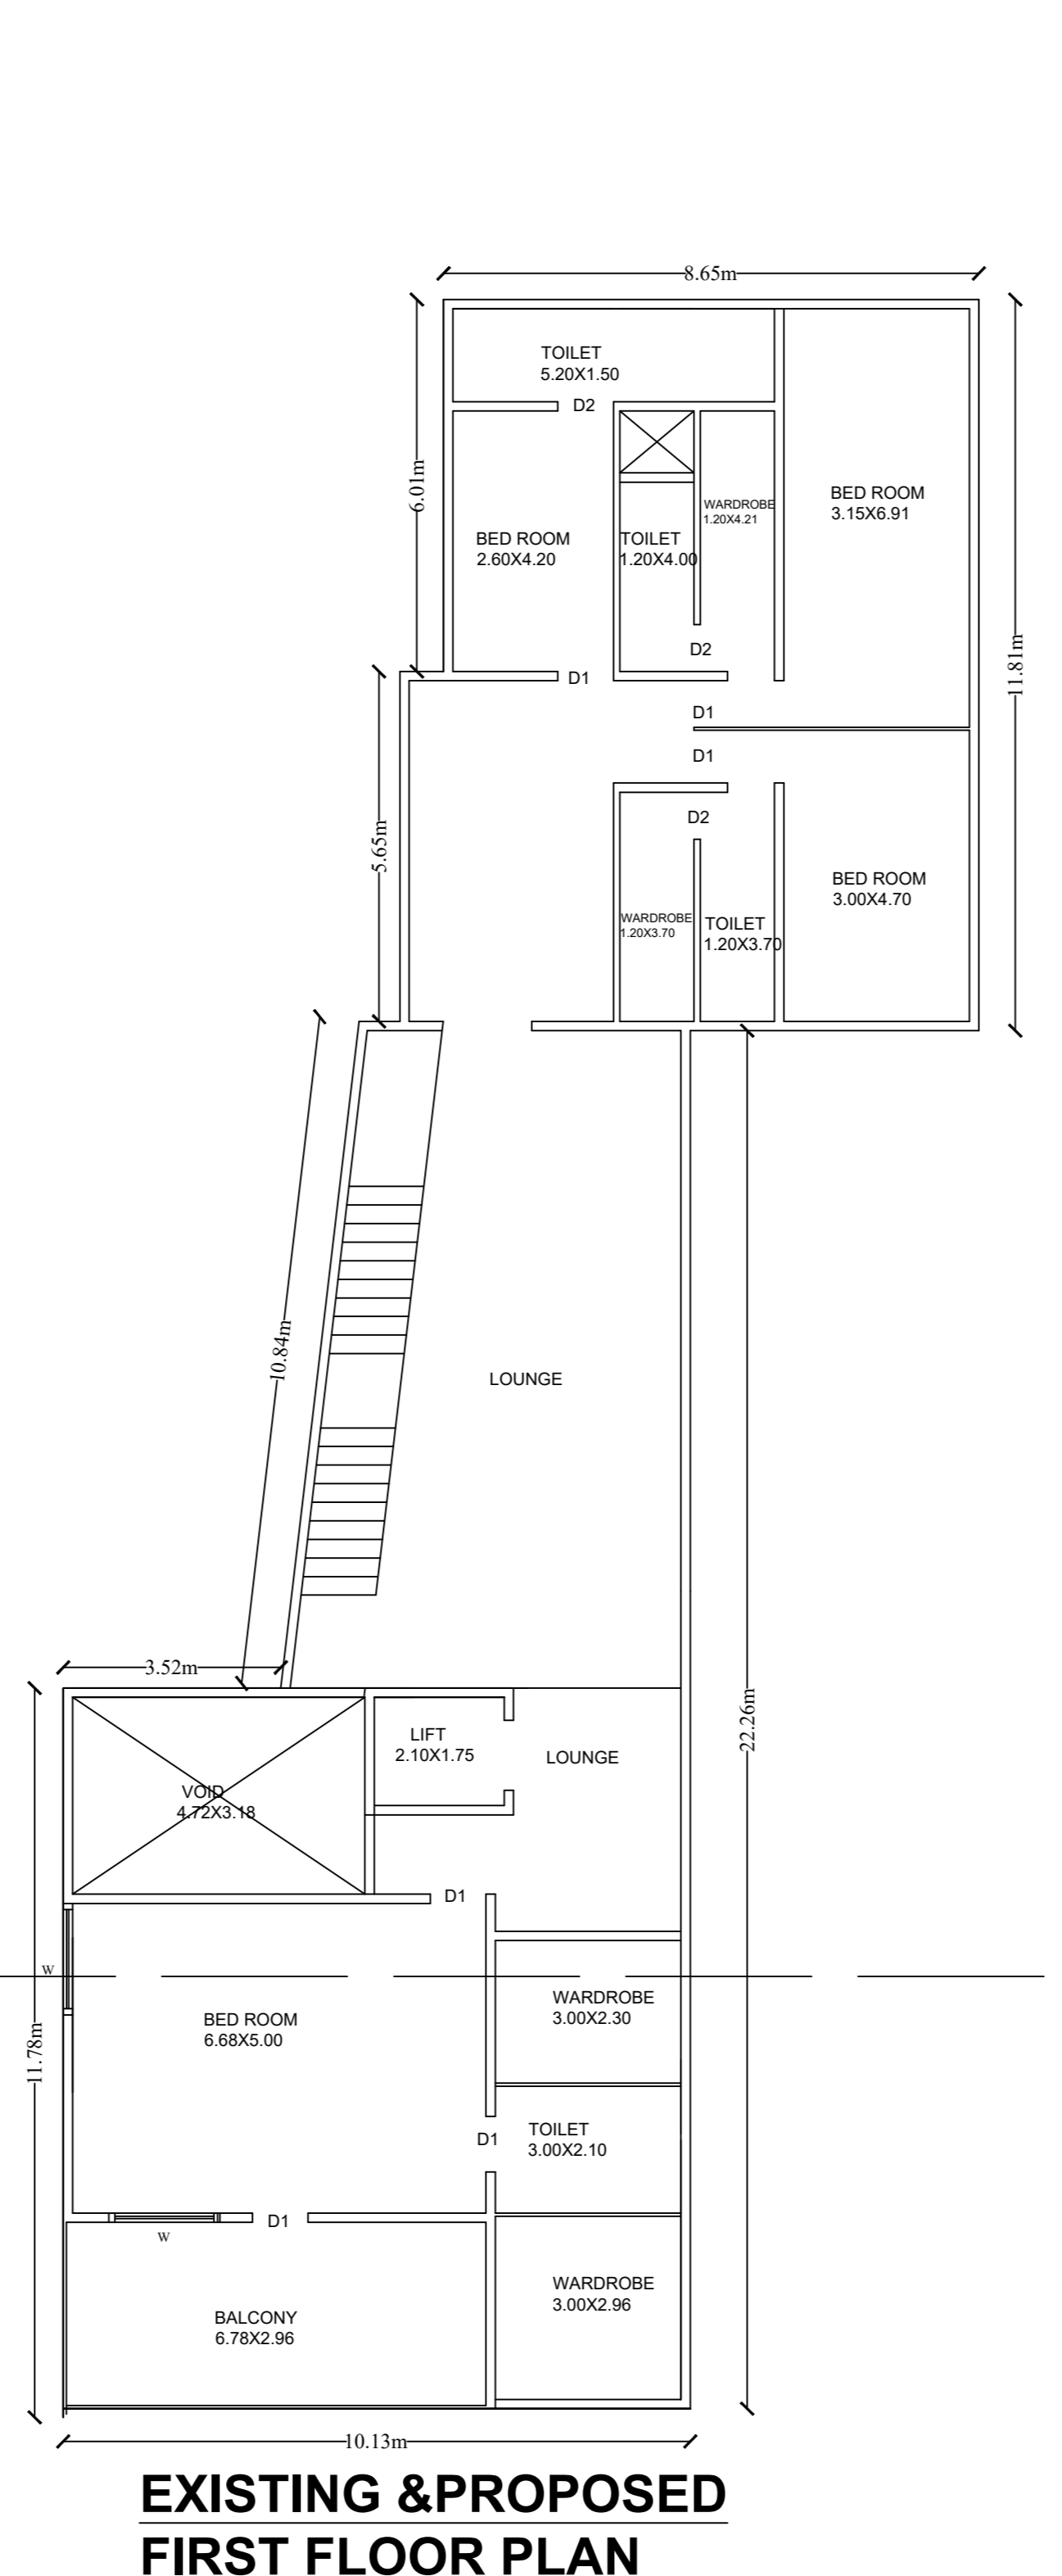 8.65m
TOILET
5.20X1.50
D2
6.01m
WARDROBE
1.20X4.21
BED ROOM
3.15X6.91
BED ROOM
2.60X4.20
TOILET
1.20X4.00
D2
11.81m
D1
D1
D1
D2
5.65m
BED ROOM
3.00X4.70
WARDROBE
1.20X3.70
TOILET
1.20X3.70
10.84m
LOUNGE
3.52m
22.26m
LIFT
2.10X1.75
LOUNGE
VOID
4.72X3.18
D1
W
WARDROBE
3.00X2.30
BED ROOM
6.68X5.00
11.78m
TOILET
3.00X2.10
D1
D1
W
WARDROBE
3.00X2.96
BALCONY
6.78X2.96
10.13m
EXISTING &PROPOSED
FIRST FLOOR PLAN